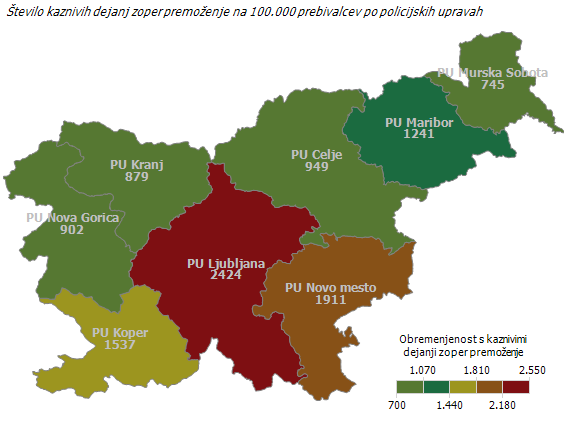 Število kaznivih dejanj zoper premoženje na 100.000 prebivalcev po policijskih upravah
PU Murska Sobota
745
PU Maribor
1241
PU Celje
949
PU Kranj
879
PU Nova Gorica
902
PU Ljubljana
2424
PU Novo mesto
1911
PU Koper
1537
Obremenjenost s kaznivimi
dejanji zoper premoženje
1.070 1.810 2.550
700 1.440 2.180